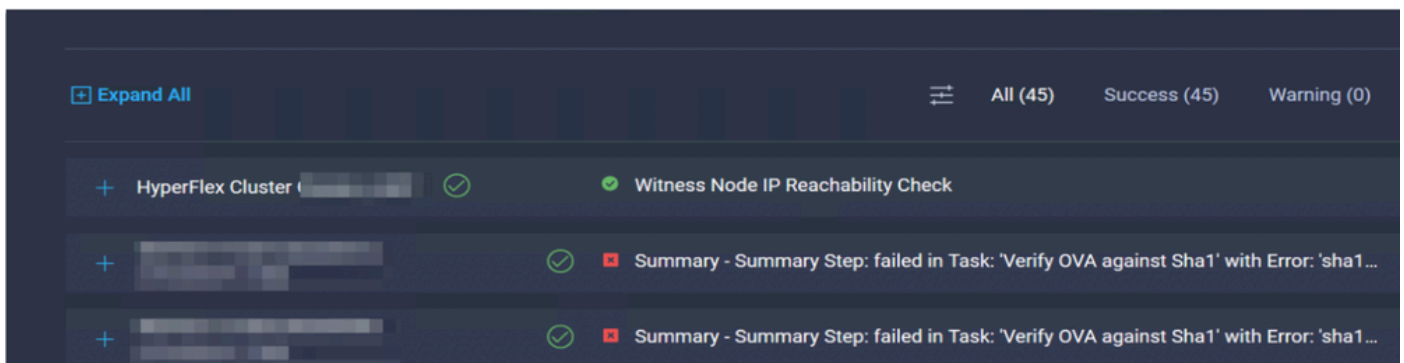 Expand All
All (45)
Success (45)
Warning (0)
HyperFlex Cluster
Witness Node IP Reachability Check
Summary - Summary Step: failed in Task: 'Verify OVA against Sha1' with Error: 'sha1...
Summary - Summary Step: failed in Task: 'Verify OVA against Sha1' with Error: 'sha1...